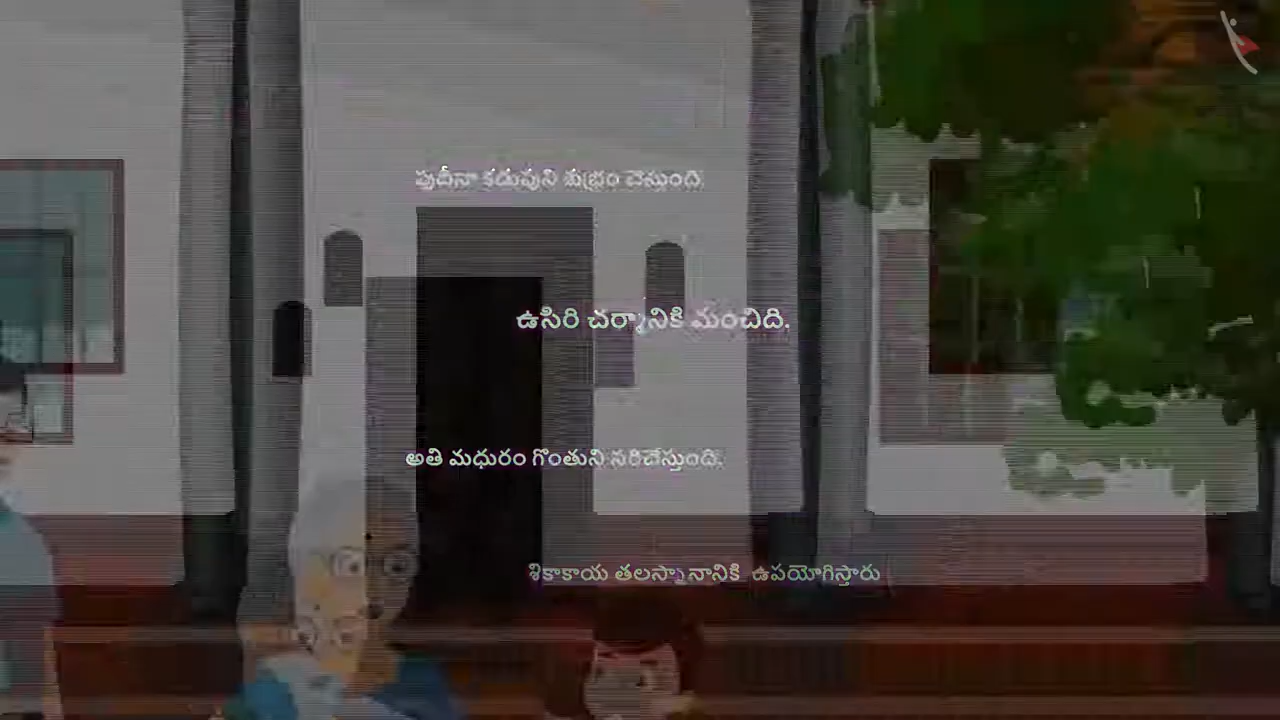 పుదీనా కడుపుని శుభ్రం చేస్తుంది.
ఉసిరి చర్మానికి మంచిది.
అతి మధురం గొంతుని సరిచేస్తుంది.
శికాకాయ తలస్నానానికి ఉపయోగిస్తారు